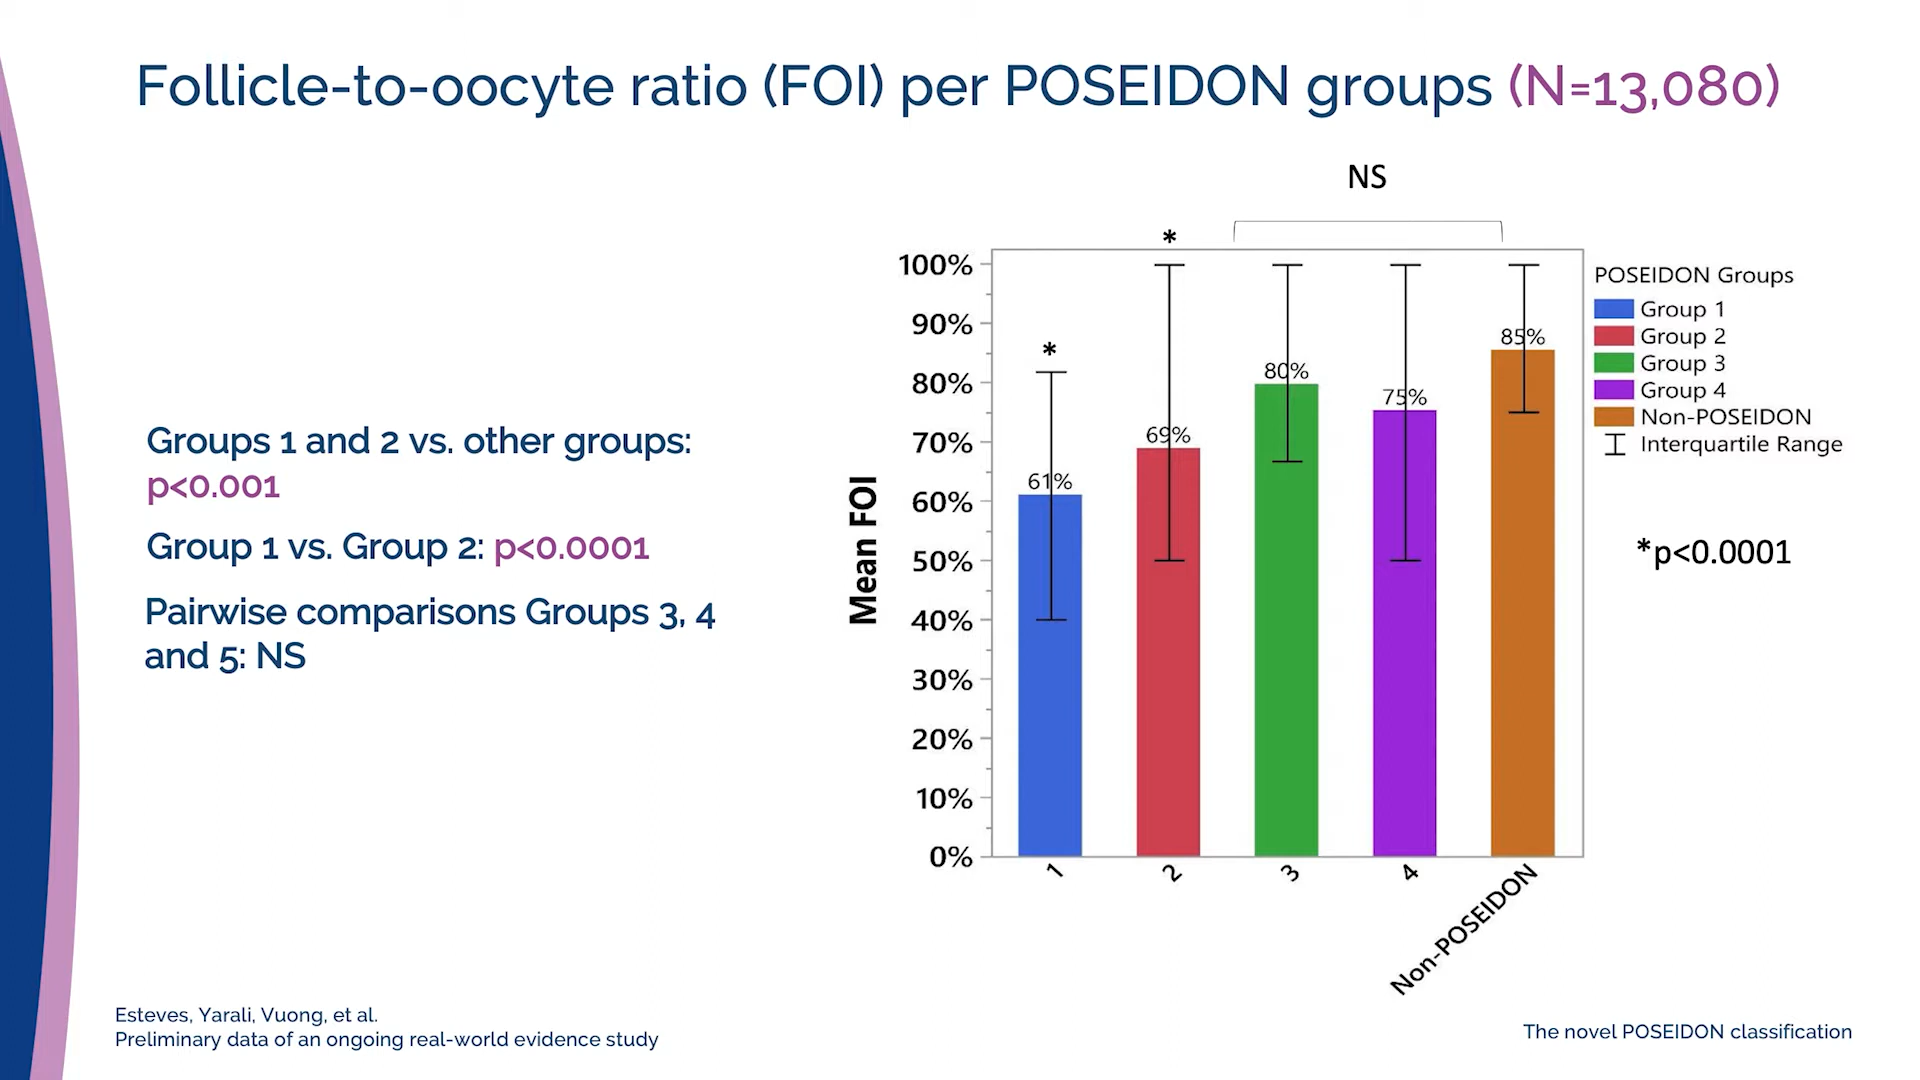 Follicle-to-oocyte ratio (FOI) per POSEIDON groups (N=13,080)
Groups 1 and 2 vs. other groups:
p<0.001
Group 1 vs. Group 2: p<0.0001
Pairwise comparisons Groups 3, 4
and 5: NS
NS
*
*
Mean FOI
100%
90%
80%
70%
60%
50%
40%
30%
20%
10%
0%
61%
69%
80%
75%
85%
1
2
3
4
Non-POSEIDON
POSEIDON Groups
Group 1
Group 2
Group 3
Group 4
Non-POSEIDON
Interquartile Range
*p<0.0001
Esteves, Yarali, Vuong, et al.
Preliminary data of an ongoing real-world evidence study
The novel POSEIDON classification